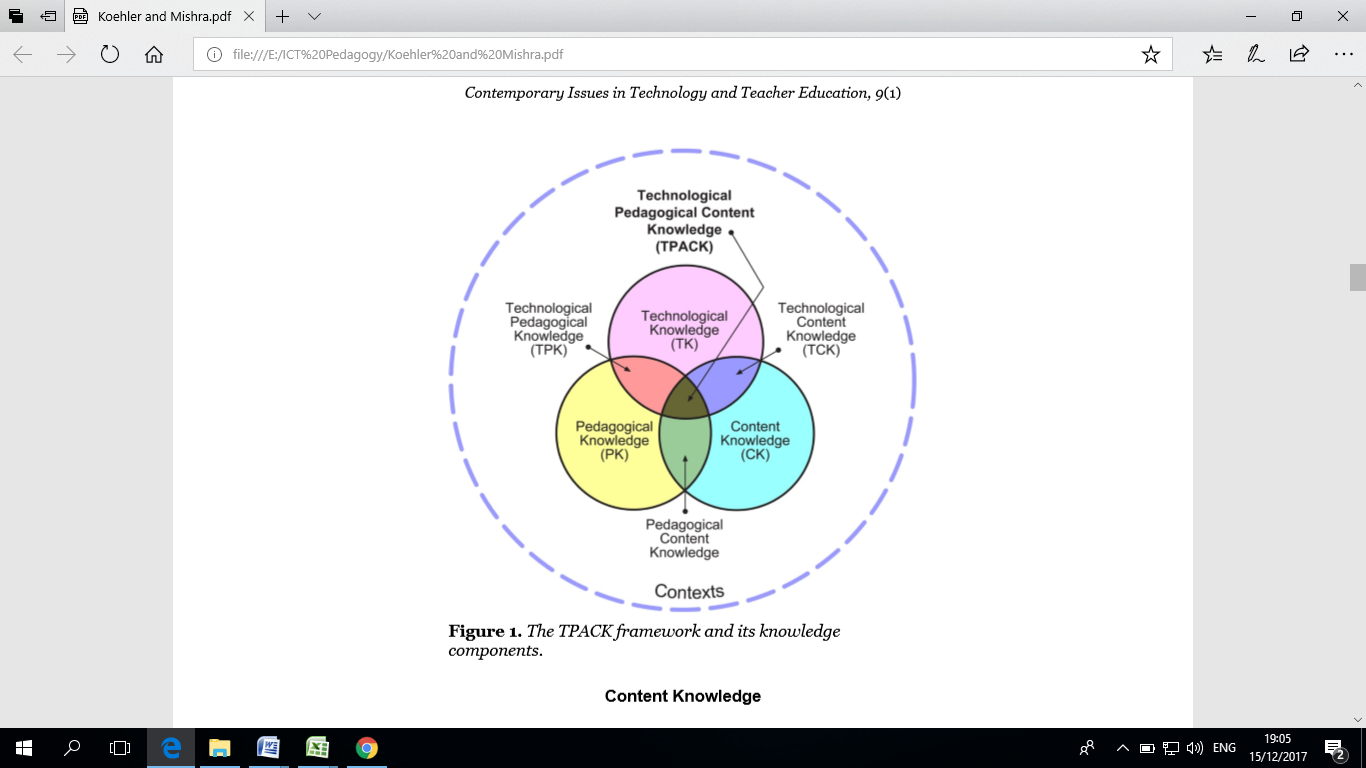 Koehler and Mishra.pdf
file:///E:/ICT%20Pedagogy/Koehler%20and%20Mishra.pdf
Contemporary Issues in Technology and Teacher Education, 9(1)
Technological
Pedagogical Content
Knowledge
(TPACK)
Technological
Pedagogical
Knowledge
(TPK)
Technological
Knowledge
(TK)
Technological
Content
Knowledge
(TCK)
Pedagogical
Knowledge
(PK)
Content
Knowledge
(CK)
Pedagogical
Content
Knowledge
Contexts
Figure 1. The TPACK framework and its knowledge
components.
Content Knowledge
ENG
19:05
15/12/2017
2